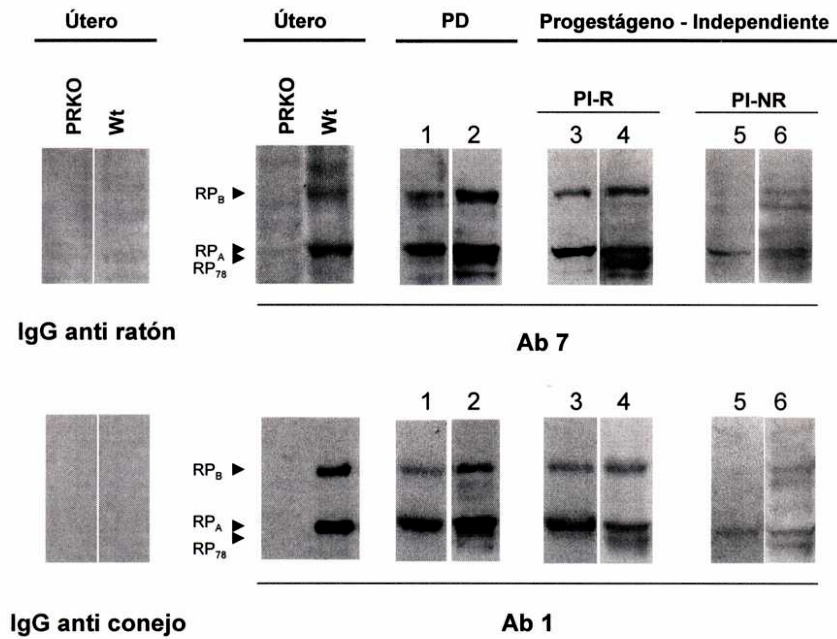 Útero Útero PD Progestágeno - Independiente
PI-R PI-NR
PRKO Wt PRKO Wt 1 2 3 4 5 6
RPB
RPA
RP78
IgG anti ratón Ab 7
1 2 3 4 5 6
RPB
RPA
RP78
IgG anti conejo Ab 1